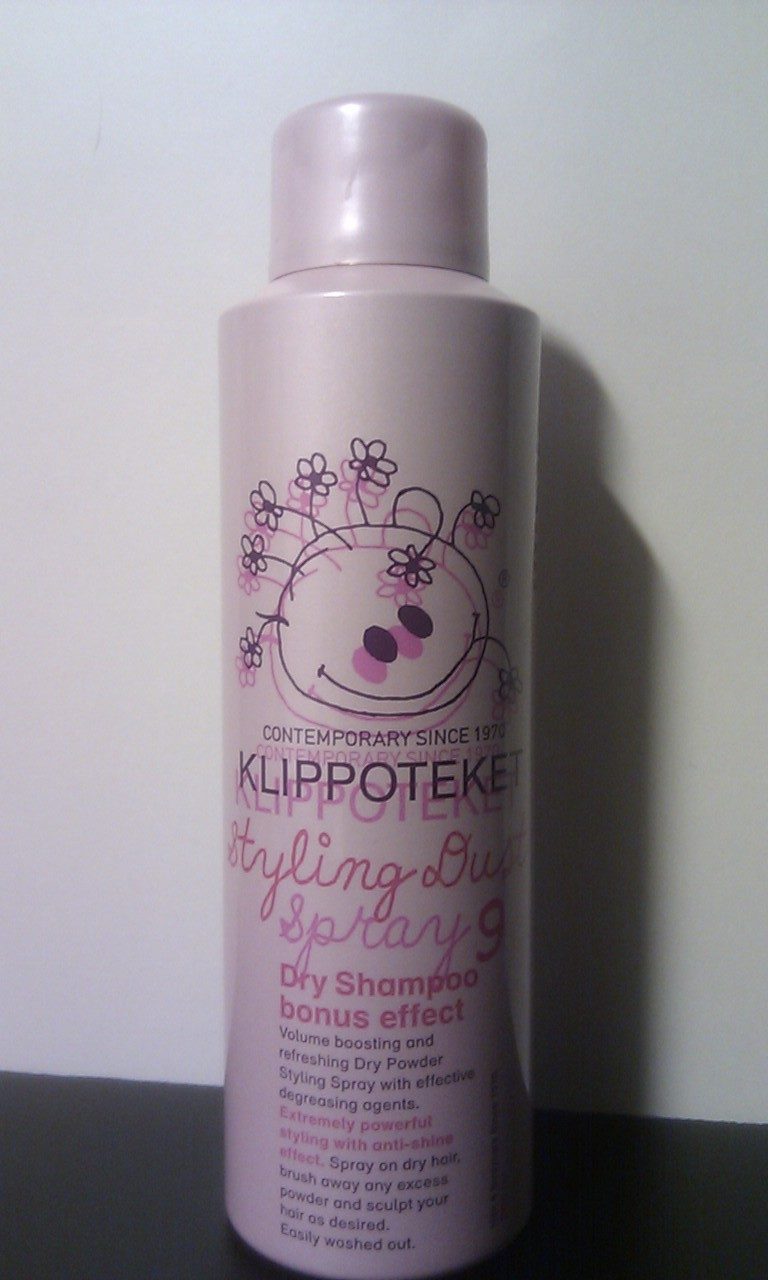 ®
CONTEMPORARY SINCE 1970
KLIPPOTEKET
Styling Dust
Spray 9
Dry Shampoo
bonus effect
Volume boosting and
refreshing Dry Powder
Styling Spray with effective
degreasing agents.
Extremely powerful
styling with anti-shine
effect. Spray on dry hair,
brush away any excess
powder and sculpt your
hair as desired.
Easily washed out.